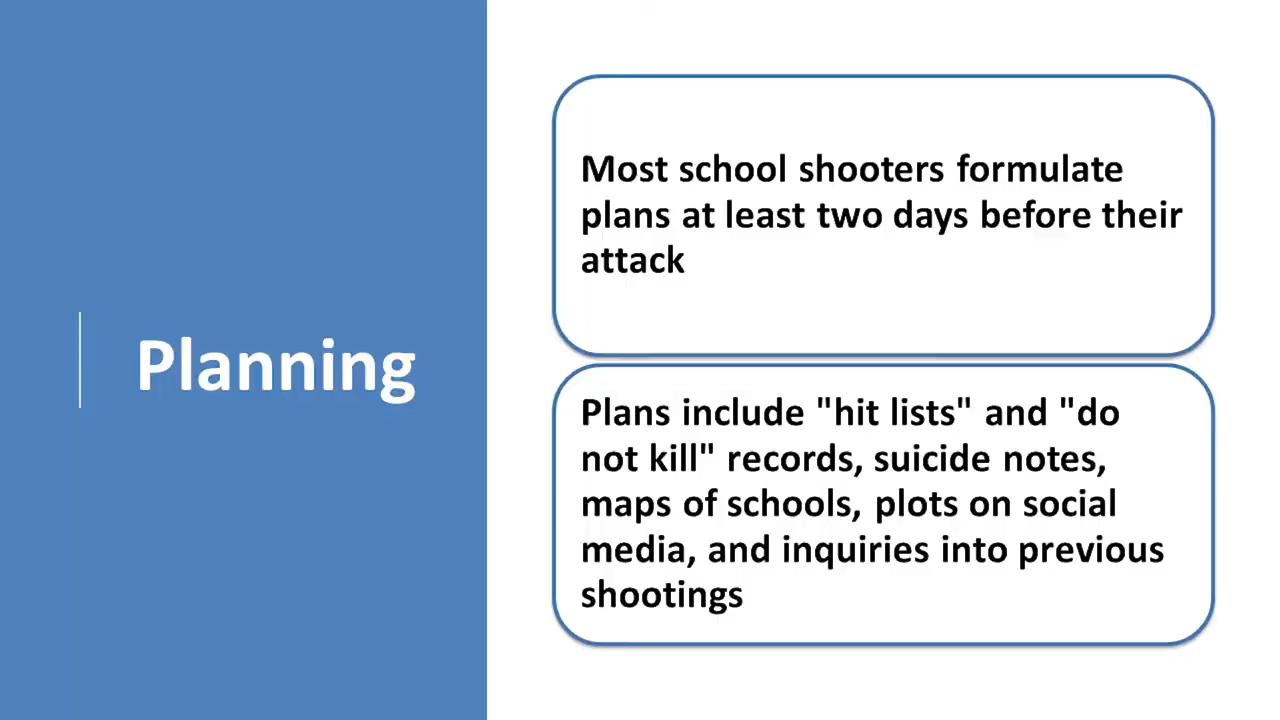 Planning
Most school shooters formulate
plans at least two days before their
attack
Plans include "hit lists" and "do
not kill" records, suicide notes,
maps of schools, plots on social
media, and inquiries into previous
shootings